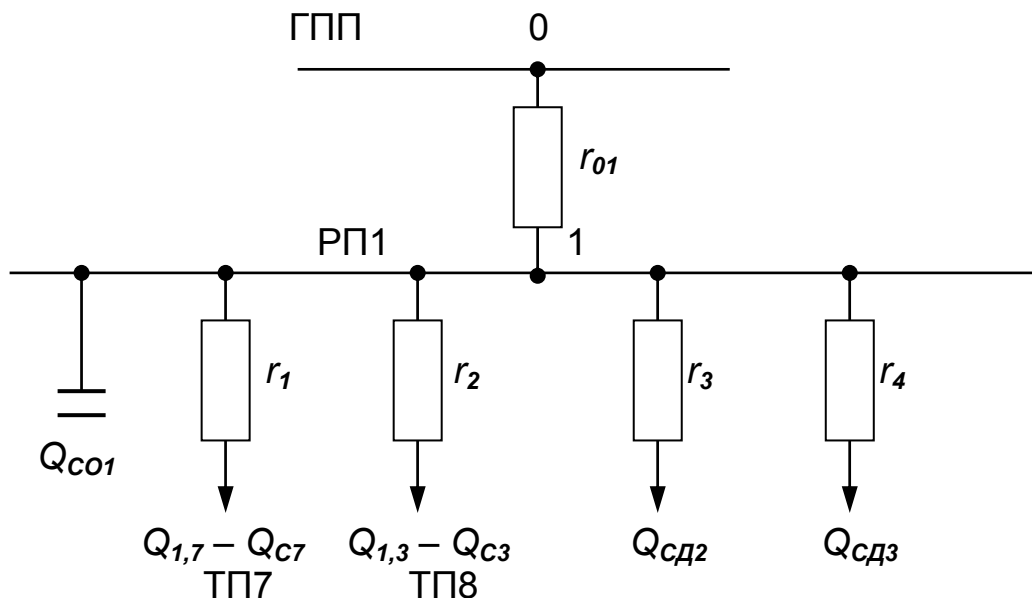 ГПП 0
r01
РП1 1
r1 r2 r3 r4
QCO1
Q1,7 – QC7 Q1,3 – QC3 QСД2 QСД3
ТП7 ТП8